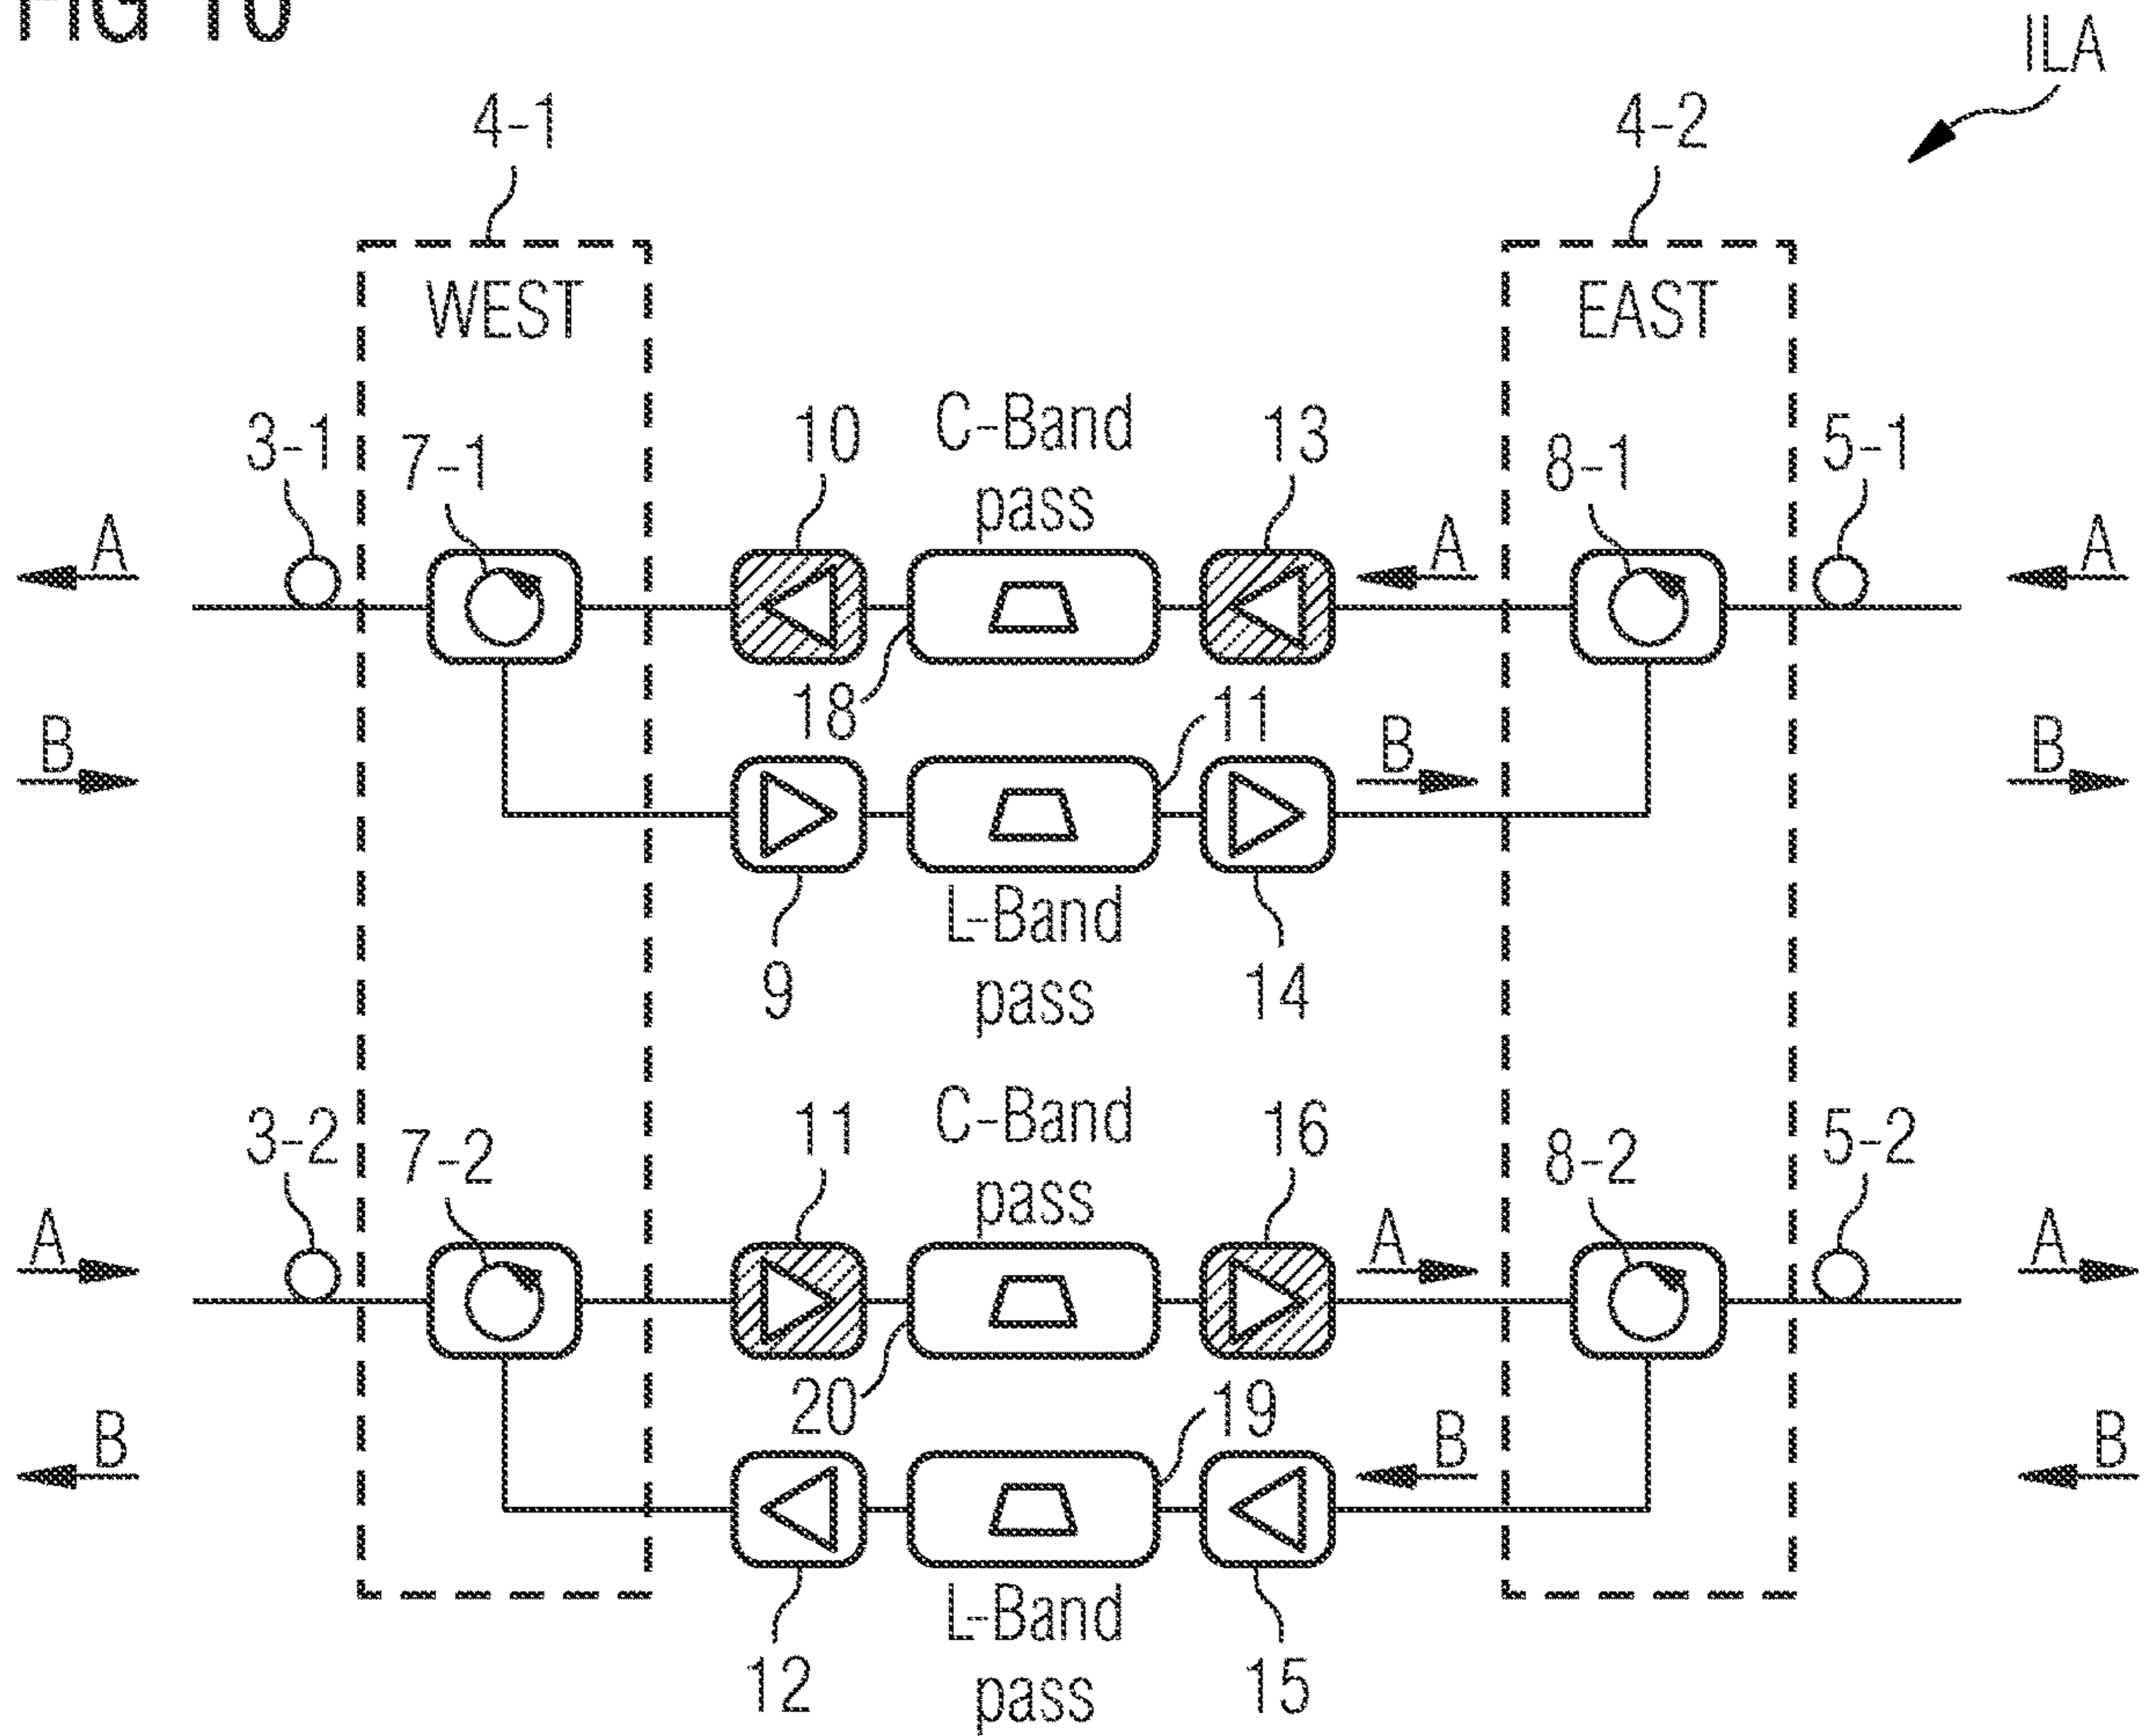 FIG 10
ILA
4-1
4-2
WEST
EAST
3-1
7-1
10
C-Band
pass
13
8-1
5-1
A
A
A
18
11
B
B
B
9
L-Band
pass
14
3-2
7-2
11
C-Band
pass
16
8-2
5-2
A
A
A
20
19
B
B
B
12
L-Band
pass
15